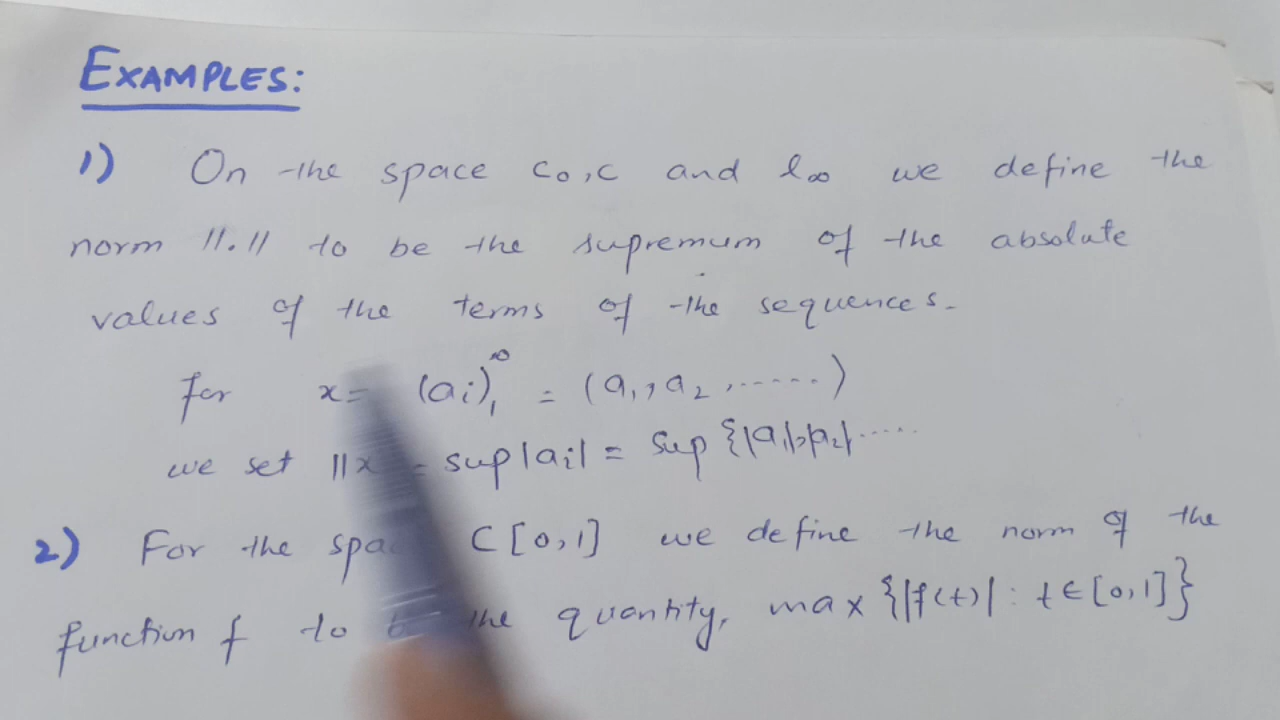 EXAMPLES:
1) On the space c₀, c and l∞ we define the
norm ||.|| to be the supremum of the absolute
values of the terms of the sequences.
for x = (ai)₁^∞ = (a₁, a₂, ......)
we set ||x = sup|ai| = sup {|a₁|,|a₂|.....
2) For the C[0,1] we define the norm of the
function f to the quantity, max {|f(t)| : t ∈ [0,1]}